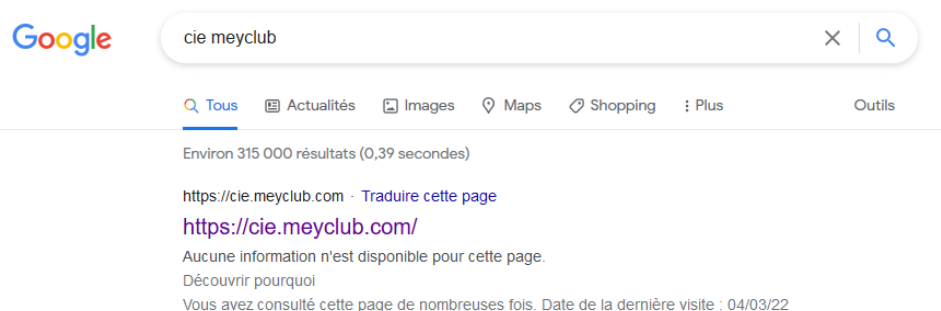 Google cie meyclub
Tous Actualités Images Maps Shopping Plus Outils
Environ 315 000 résultats (0,39 secondes)
https://cie.meyclub.com · Traduire cette page
https://cie.meyclub.com/
Aucune information n'est disponible pour cette page.
Découvrir pourquoi
Vous avez consulté cette page de nombreuses fois. Date de la dernière visite : 04/03/22